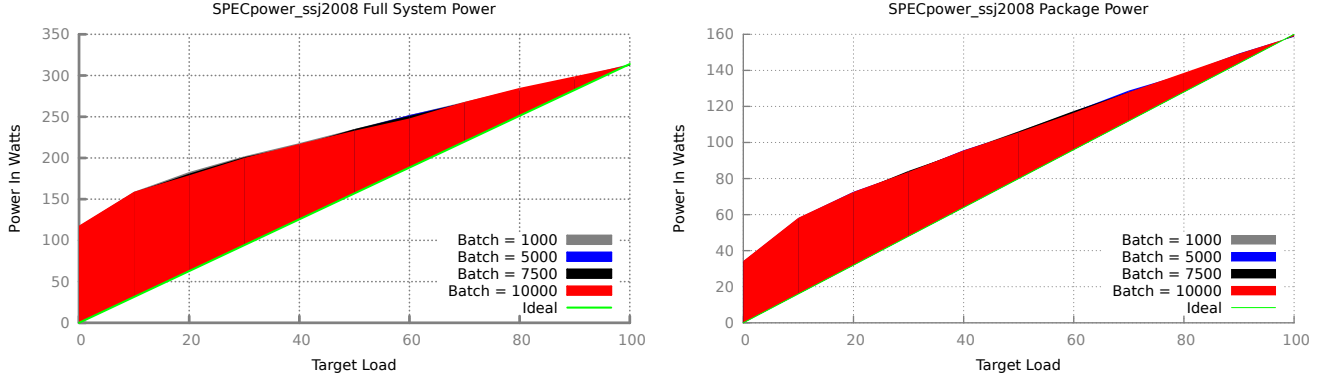 SPECpower_ssj2008 Full System Power
350
300
250
200
150
100
50
0
Power In Watts
Batch = 1000
Batch = 5000
Batch = 7500
Batch = 10000
Ideal
0 20 40 60 80 100
Target Load
SPECpower_ssj2008 Package Power
160
140
120
100
80
60
40
20
0
Power In Watts
Batch = 1000
Batch = 5000
Batch = 7500
Batch = 10000
Ideal
0 20 40 60 80 100
Target Load